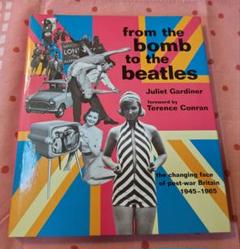 from the
bomb
to the
beatles
Juliet Gardiner
foreword by
Terence Conran
the changing face
of post-war Britain
1945-1965